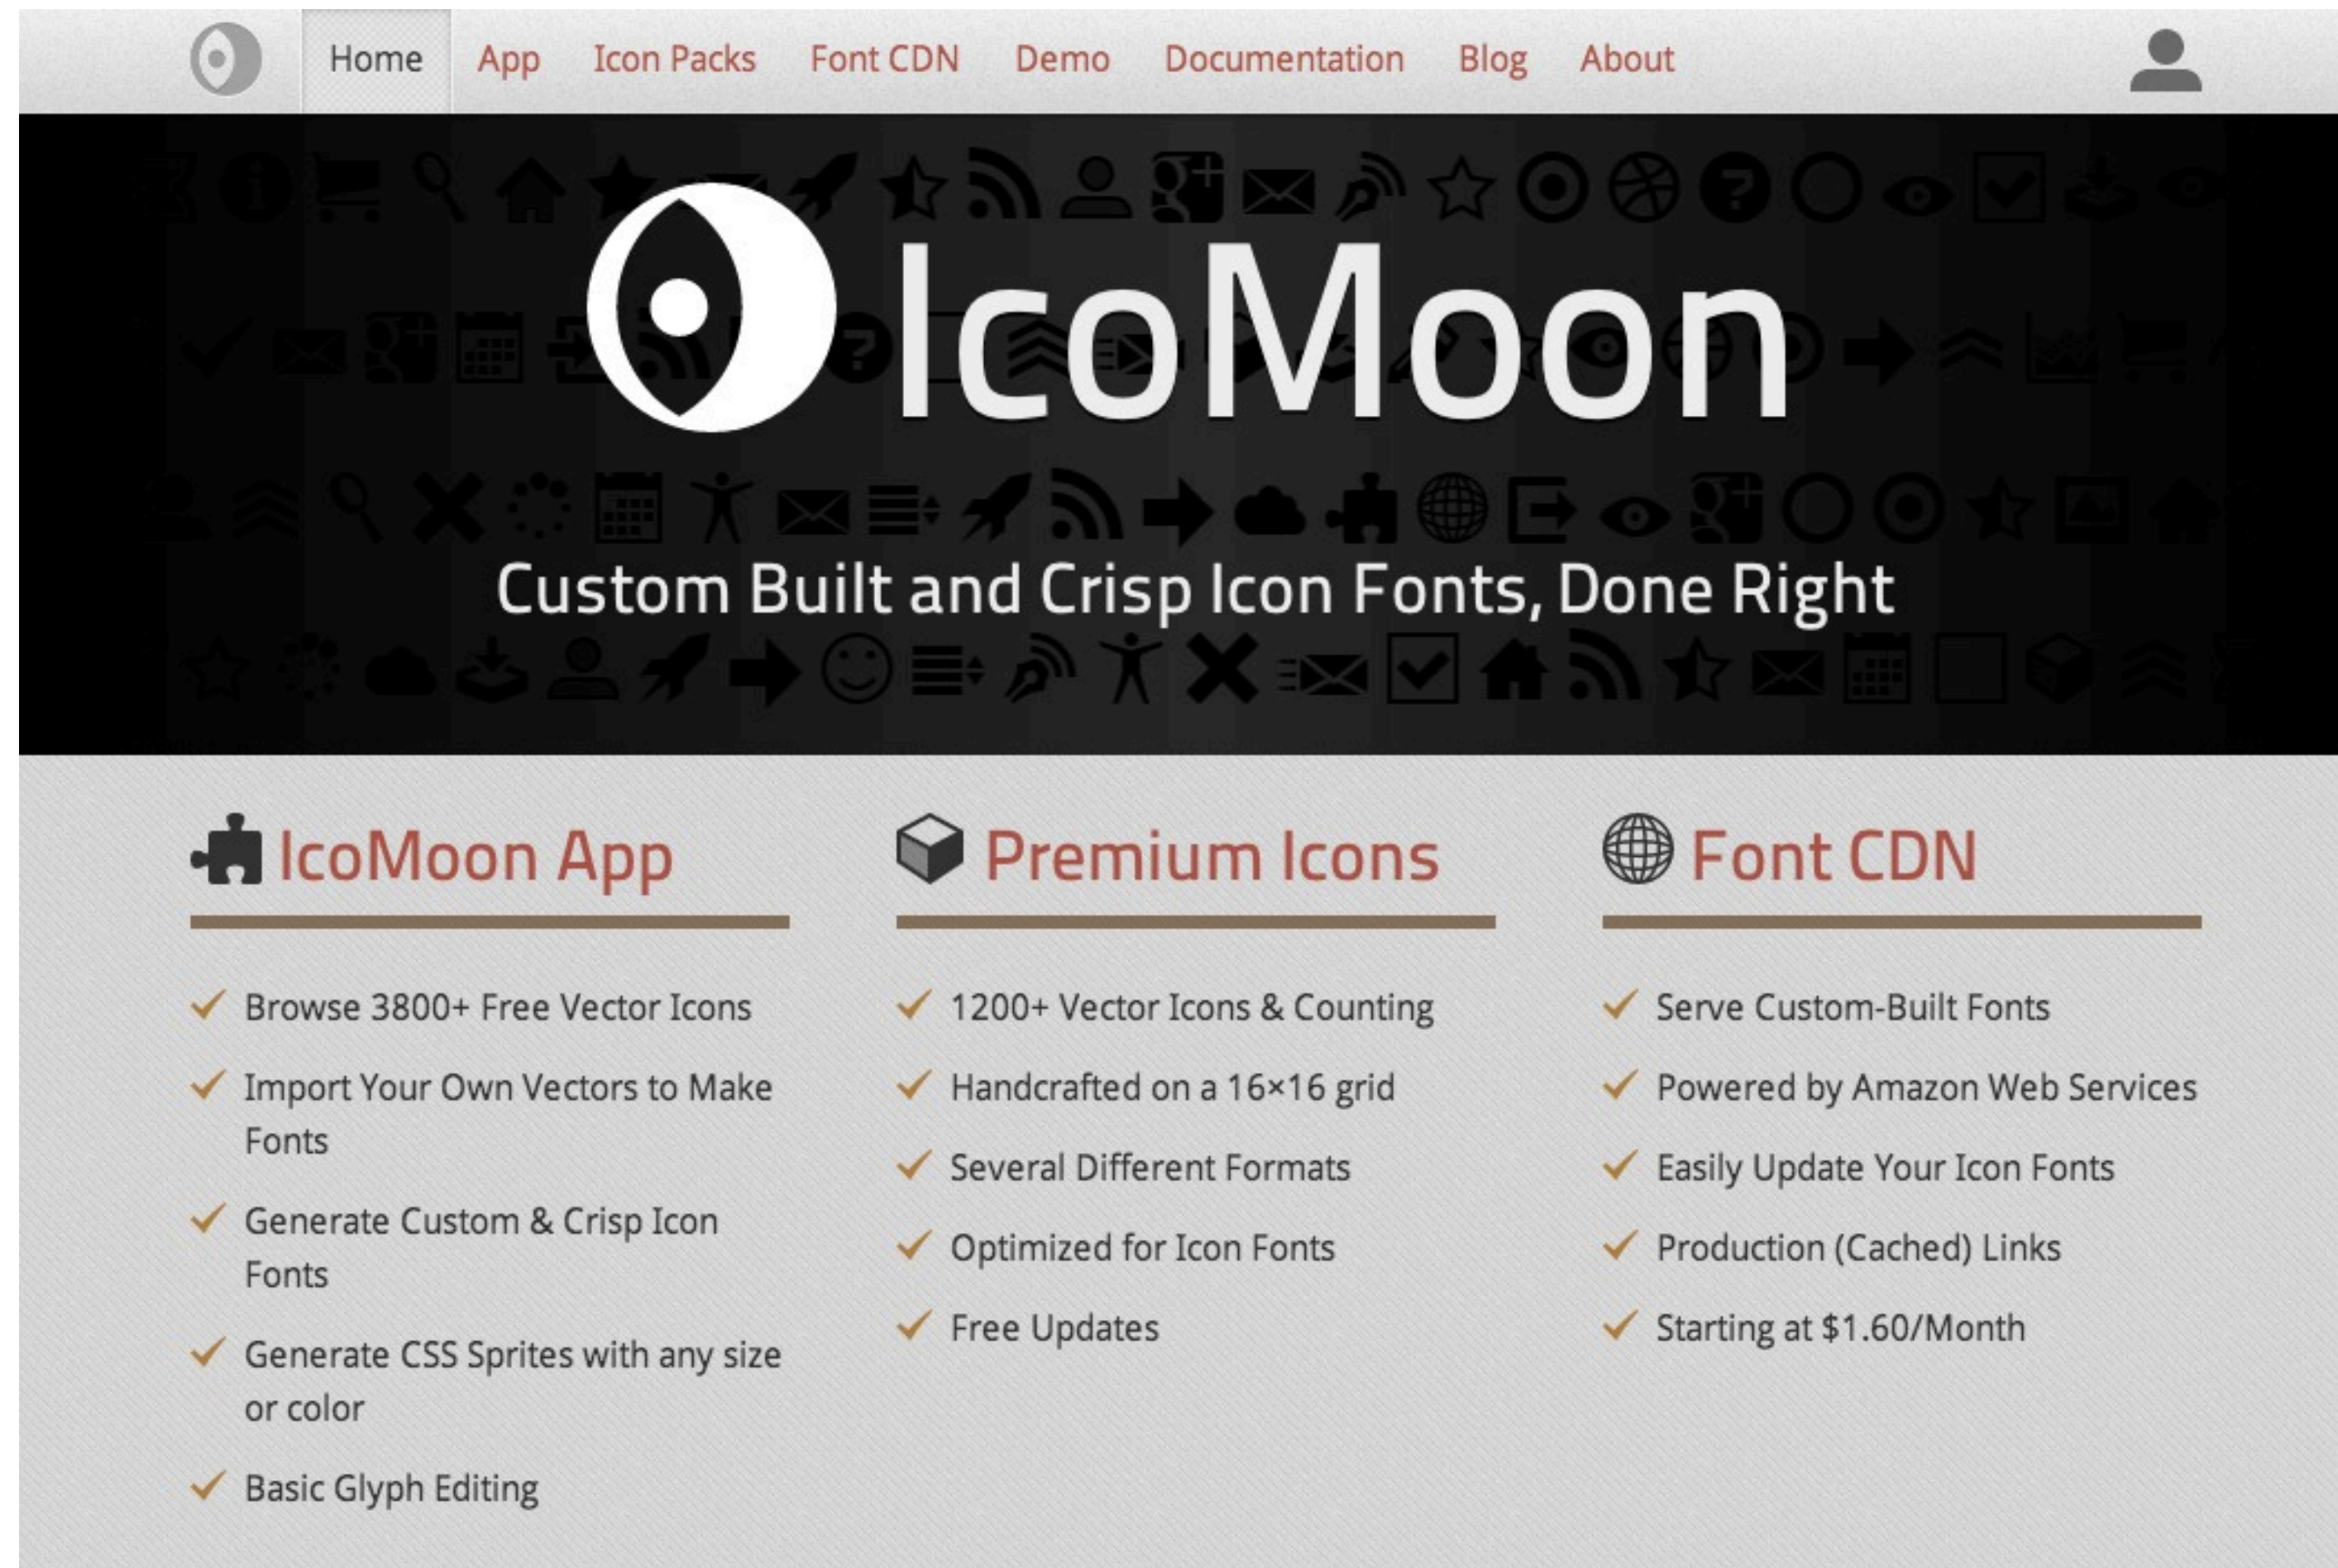 Home App Icon Packs Font CDN Demo Documentation Blog About
IcoMoon
Custom Built and Crisp Icon Fonts, Done Right
IcoMoon App
Browse 3800+ Free Vector Icons
Import Your Own Vectors to Make
Fonts
Generate Custom & Crisp Icon
Fonts
Generate CSS Sprites with any size
or color
Basic Glyph Editing
Premium Icons
1200+ Vector Icons & Counting
Handcrafted on a 16×16 grid
Several Different Formats
Optimized for Icon Fonts
Free Updates
Font CDN
Serve Custom-Built Fonts
Powered by Amazon Web Services
Easily Update Your Icon Fonts
Production (Cached) Links
Starting at $1.60/Month